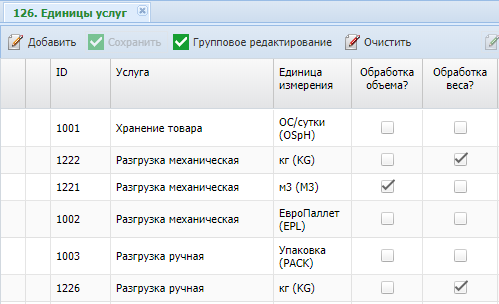 126. Единицы услуг
Добавить Сохранить Групповое редактирование Очистить
ID Услуга Единица измерения Обработка объема? Обработка веса?
1001 Хранение товара ОС/сутки (OSpH)
1222 Разгрузка механическая кг (KG)
1221 Разгрузка механическая м3 (M3)
1002 Разгрузка механическая ЕвроПаллет (EPL)
1003 Разгрузка ручная Упаковка (PACK)
1226 Разгрузка ручная кг (KG)